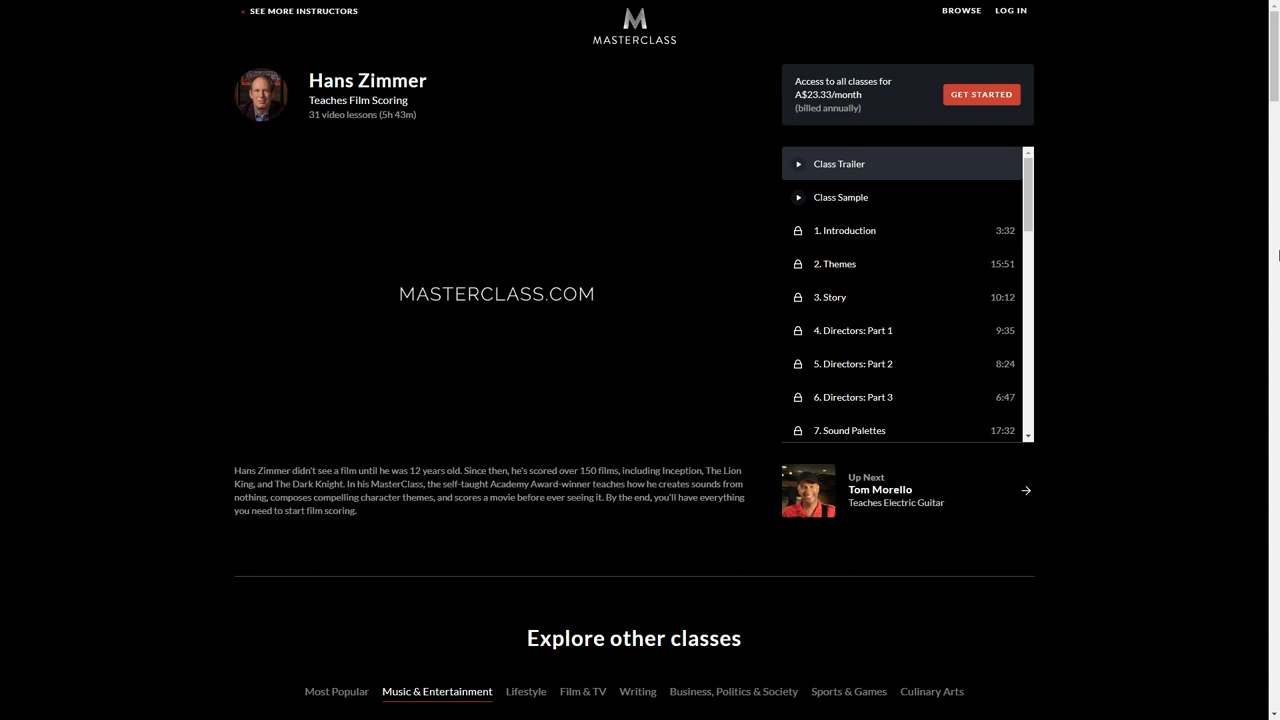 SEE MORE INSTRUCTORS
M
MASTERCLASS
BROWSE
LOG IN
Hans Zimmer
Teaches Film Scoring
31 video lessons (5h 43m)
Access to all classes for
A$23.33/month
(billed annually)
GET STARTED
MASTERCLASS.COM
Class Trailer
Class Sample
1. Introduction 3:32
2. Themes 15:51
3. Story 10:12
4. Directors: Part 1 9:35
5. Directors: Part 2 8:24
6. Directors: Part 3 6:47
7. Sound Palettes 17:32
Hans Zimmer didn't see a film until he was 12 years old. Since then, he's scored over 150 films, including Inception, The Lion
King, and The Dark Knight. In his MasterClass, the self-taught Academy Award-winner teaches how he creates sounds from
nothing, composes compelling character themes, and scores a movie before ever seeing it. By the end, you'll have everything
you need to start film scoring.
Up Next
Tom Morello
Teaches Electric Guitar
Explore other classes
Most Popular Music & Entertainment Lifestyle Film & TV Writing Business, Politics & Society Sports & Games Culinary Arts